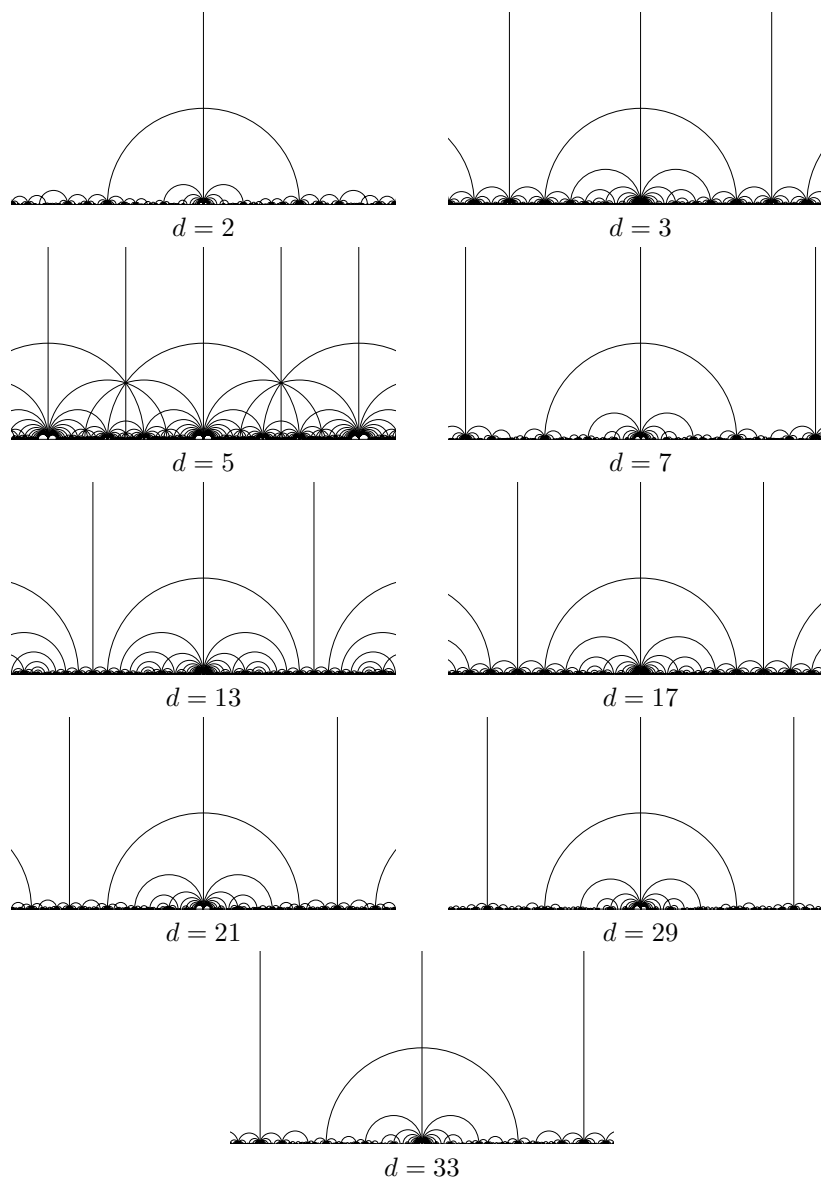 d = 2
d = 3
d = 5
d = 7
d = 13
d = 17
d = 21
d = 29
d = 33